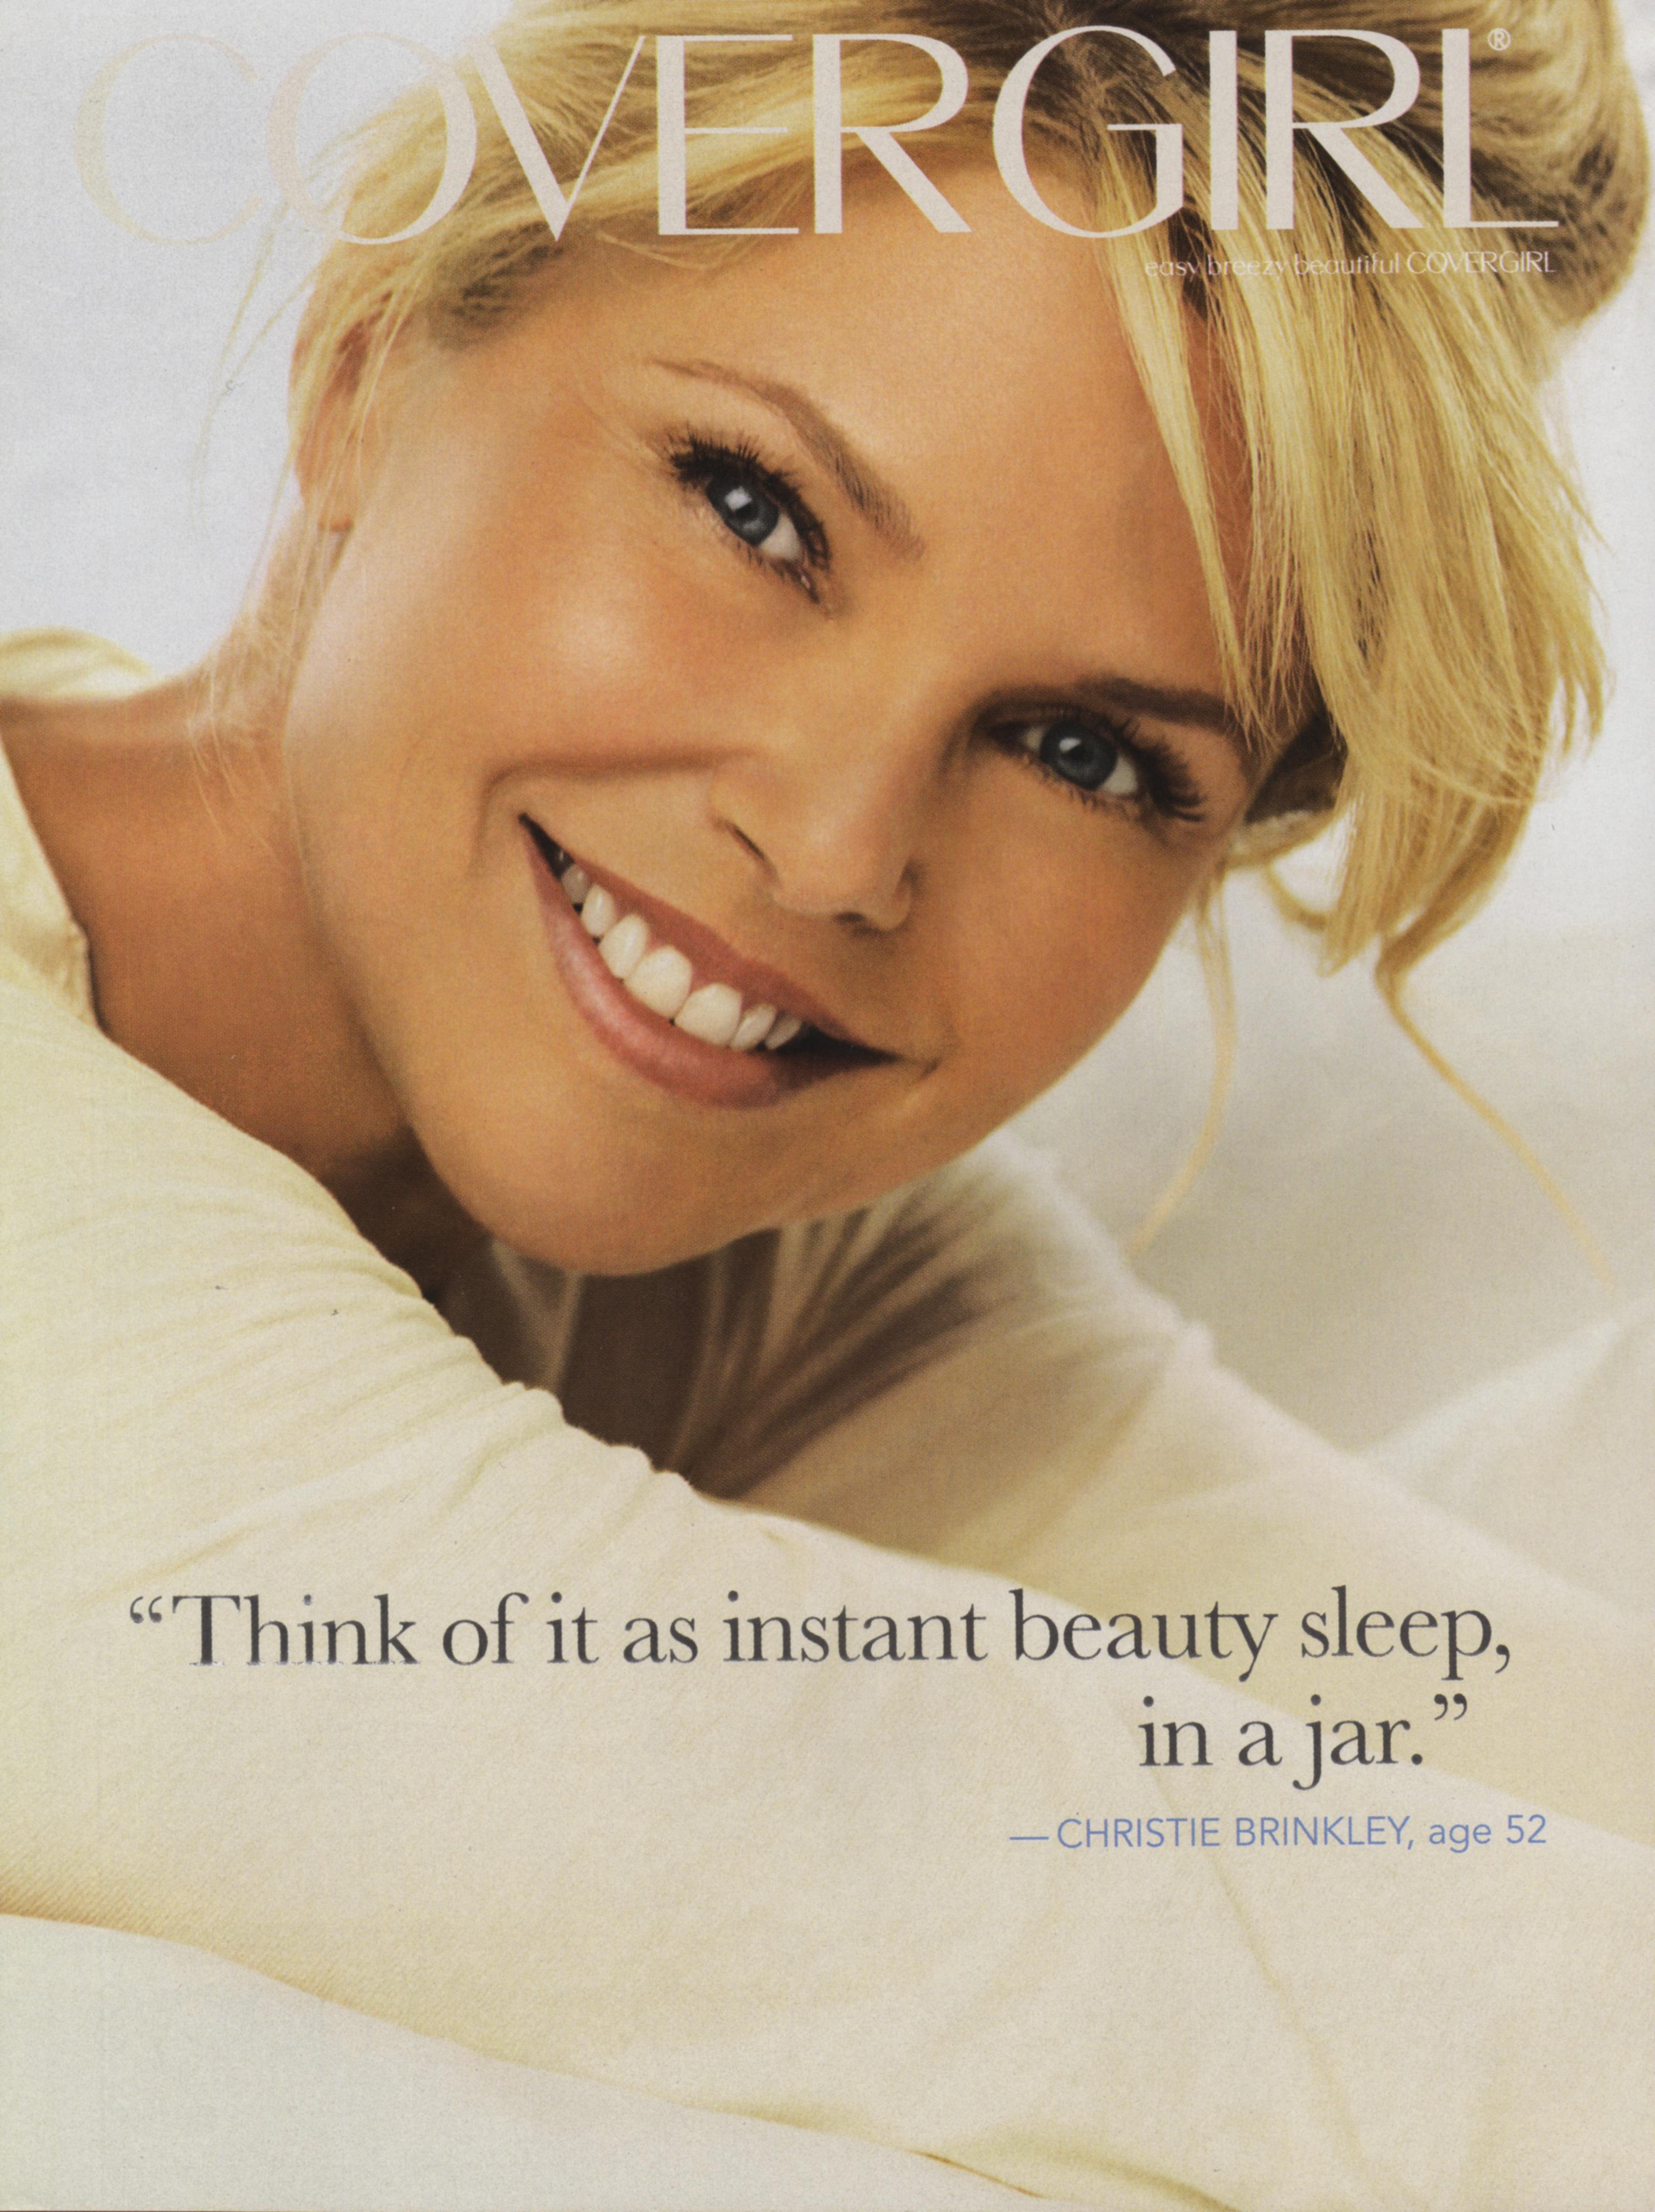 COVERGIRL®
easy breezy beautiful COVERGIRL
“Think of it as instant beauty sleep,
in a jar.”
—CHRISTIE BRINKLEY, age 52